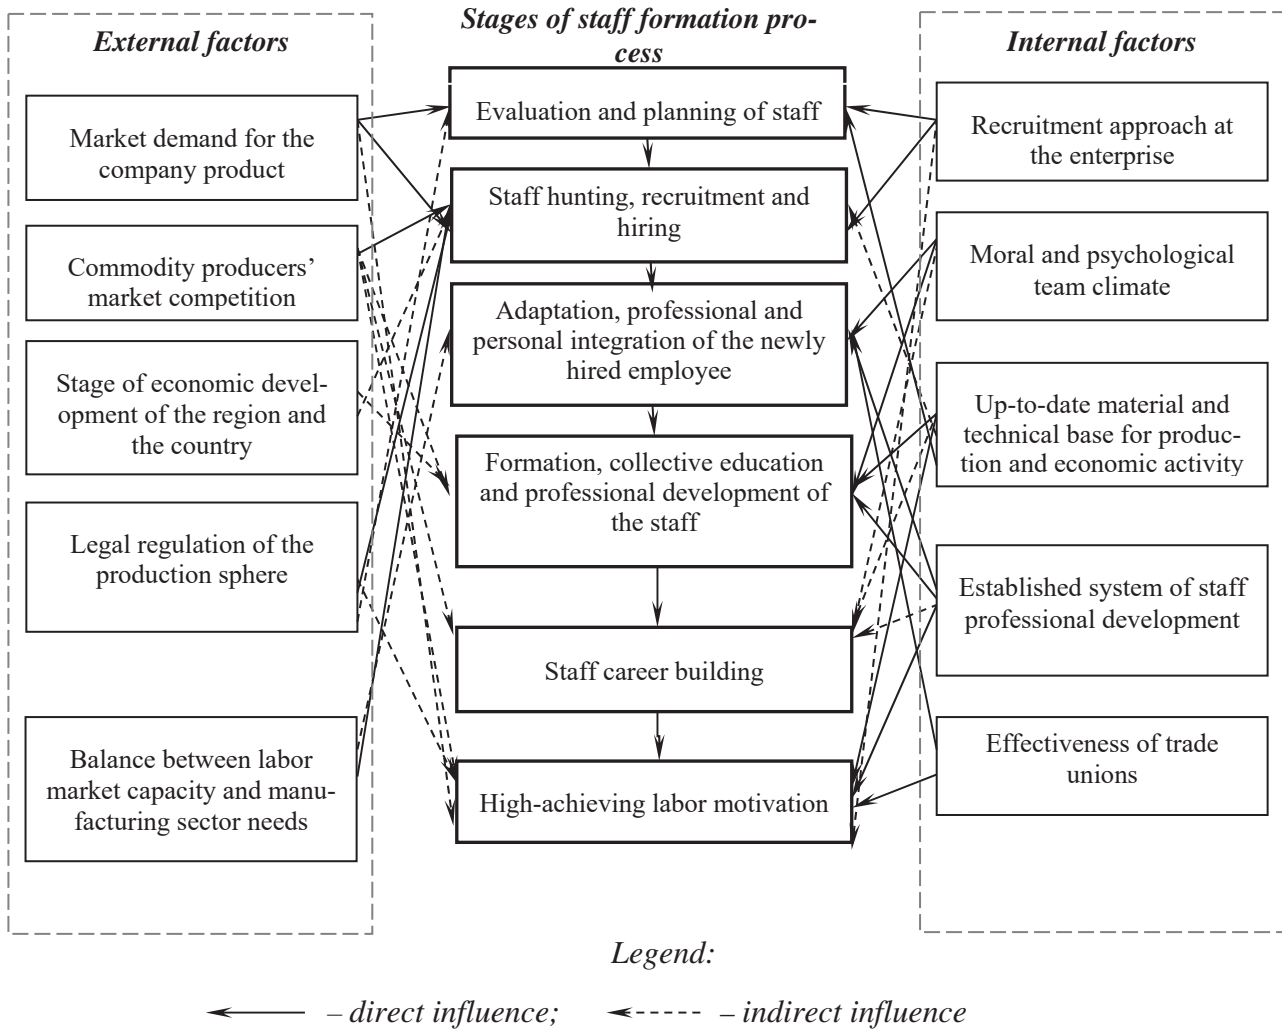 External factors
Market demand for the
company product
Commodity producers’
market competition
Stage of economic devel-
opment of the region and
the country
Legal regulation of the
production sphere
Balance between labor
market capacity and manu-
facturing sector needs
Stages of staff formation pro-
cess
Evaluation and planning of staff
Staff hunting, recruitment and
hiring
Adaptation, professional and
personal integration of the newly
hired employee
Formation, collective education
and professional development of
the staff
Staff career building
High-achieving labor motivation
Internal factors
Recruitment approach at
the enterprise
Moral and psychological
team climate
Up-to-date material and
technical base for produc-
tion and economic activity
Established system of staff
professional development
Effectiveness of trade
unions
Legend:
– direct influence;
– indirect influence